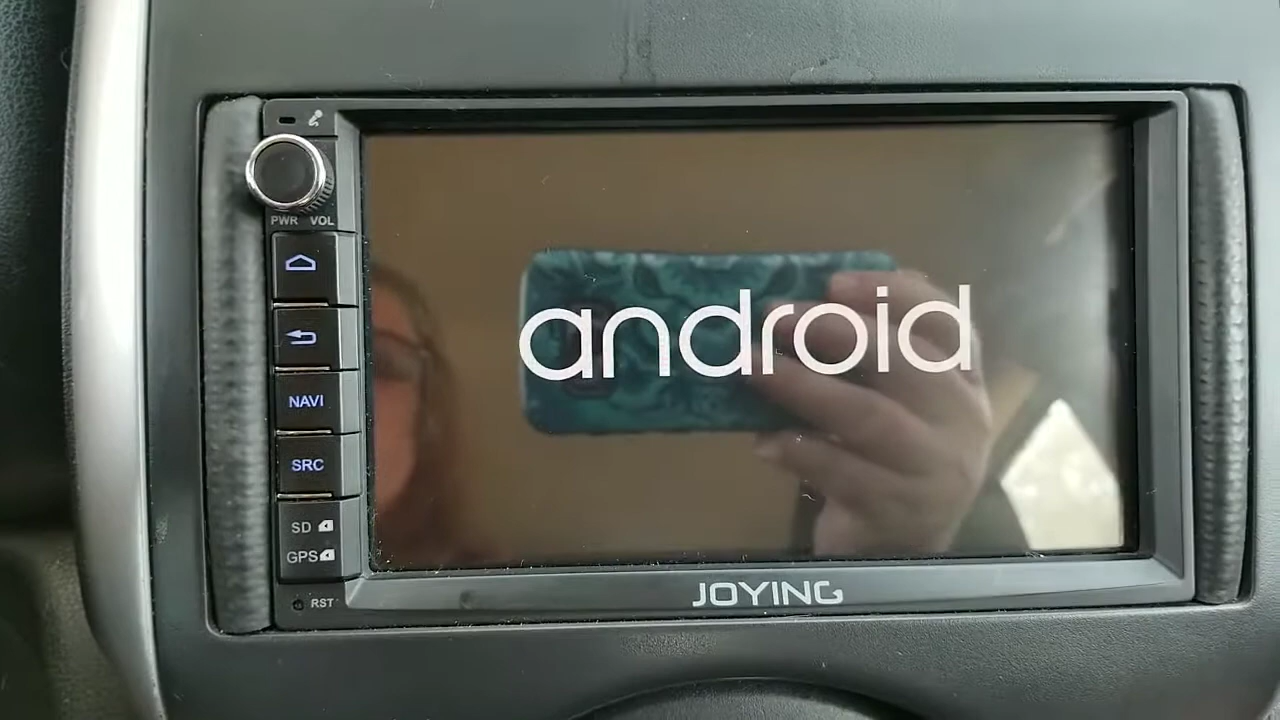 PWR VOL
android
NAVI
SRC
SD
GPS
RST
JOYING